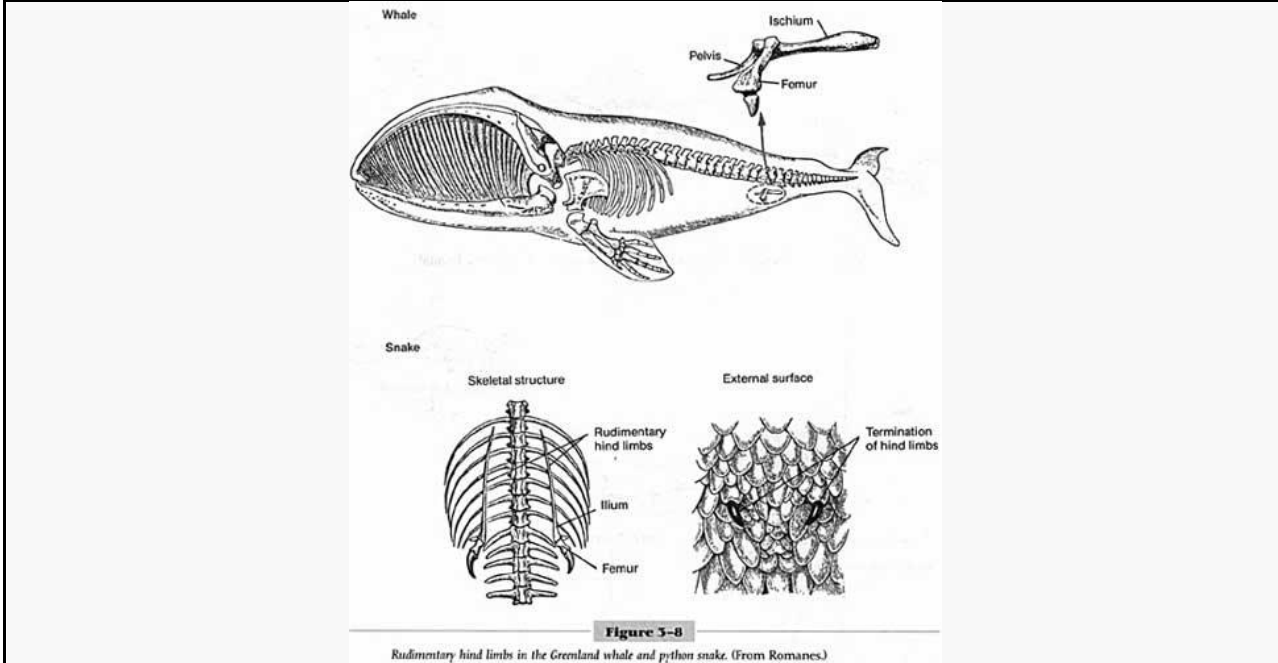 Whale
Ischium
Pelvis
Femur
Snake
Skeletal structure
External surface
Rudimentary
hind limbs
Termination
of hind limbs
Ilium
Femur
Figure 3–8
Rudimentary hind limbs in the Greenland whale and python snake. (From Romanes.)